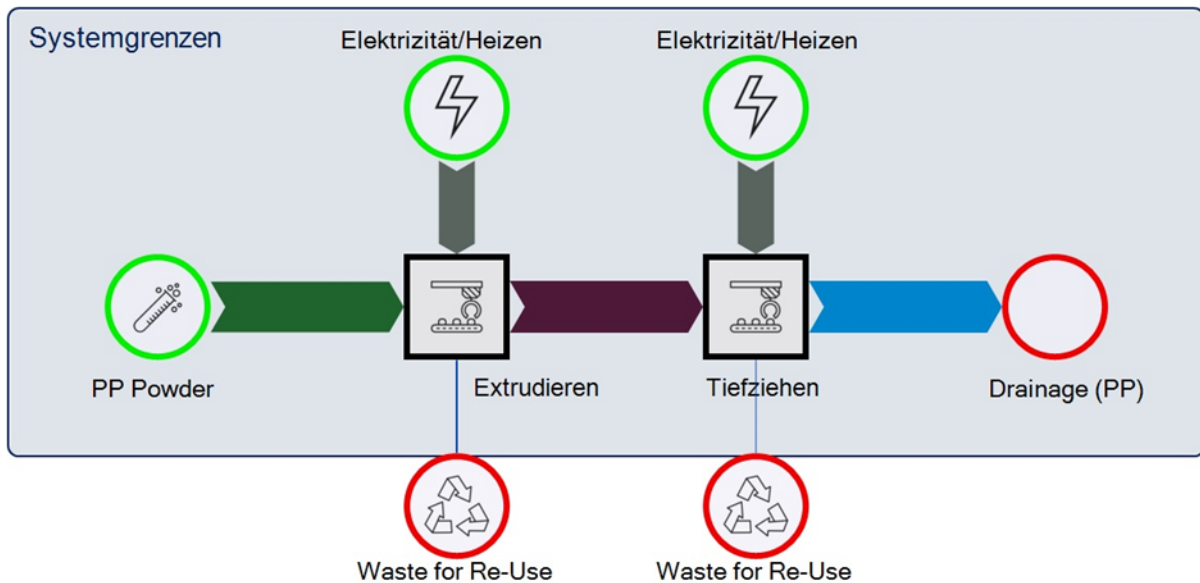 Systemgrenzen
Elektrizität/Heizen
Elektrizität/Heizen
PP Powder
Extrudieren
Tiefziehen
Drainage (PP)
Waste for Re-Use
Waste for Re-Use